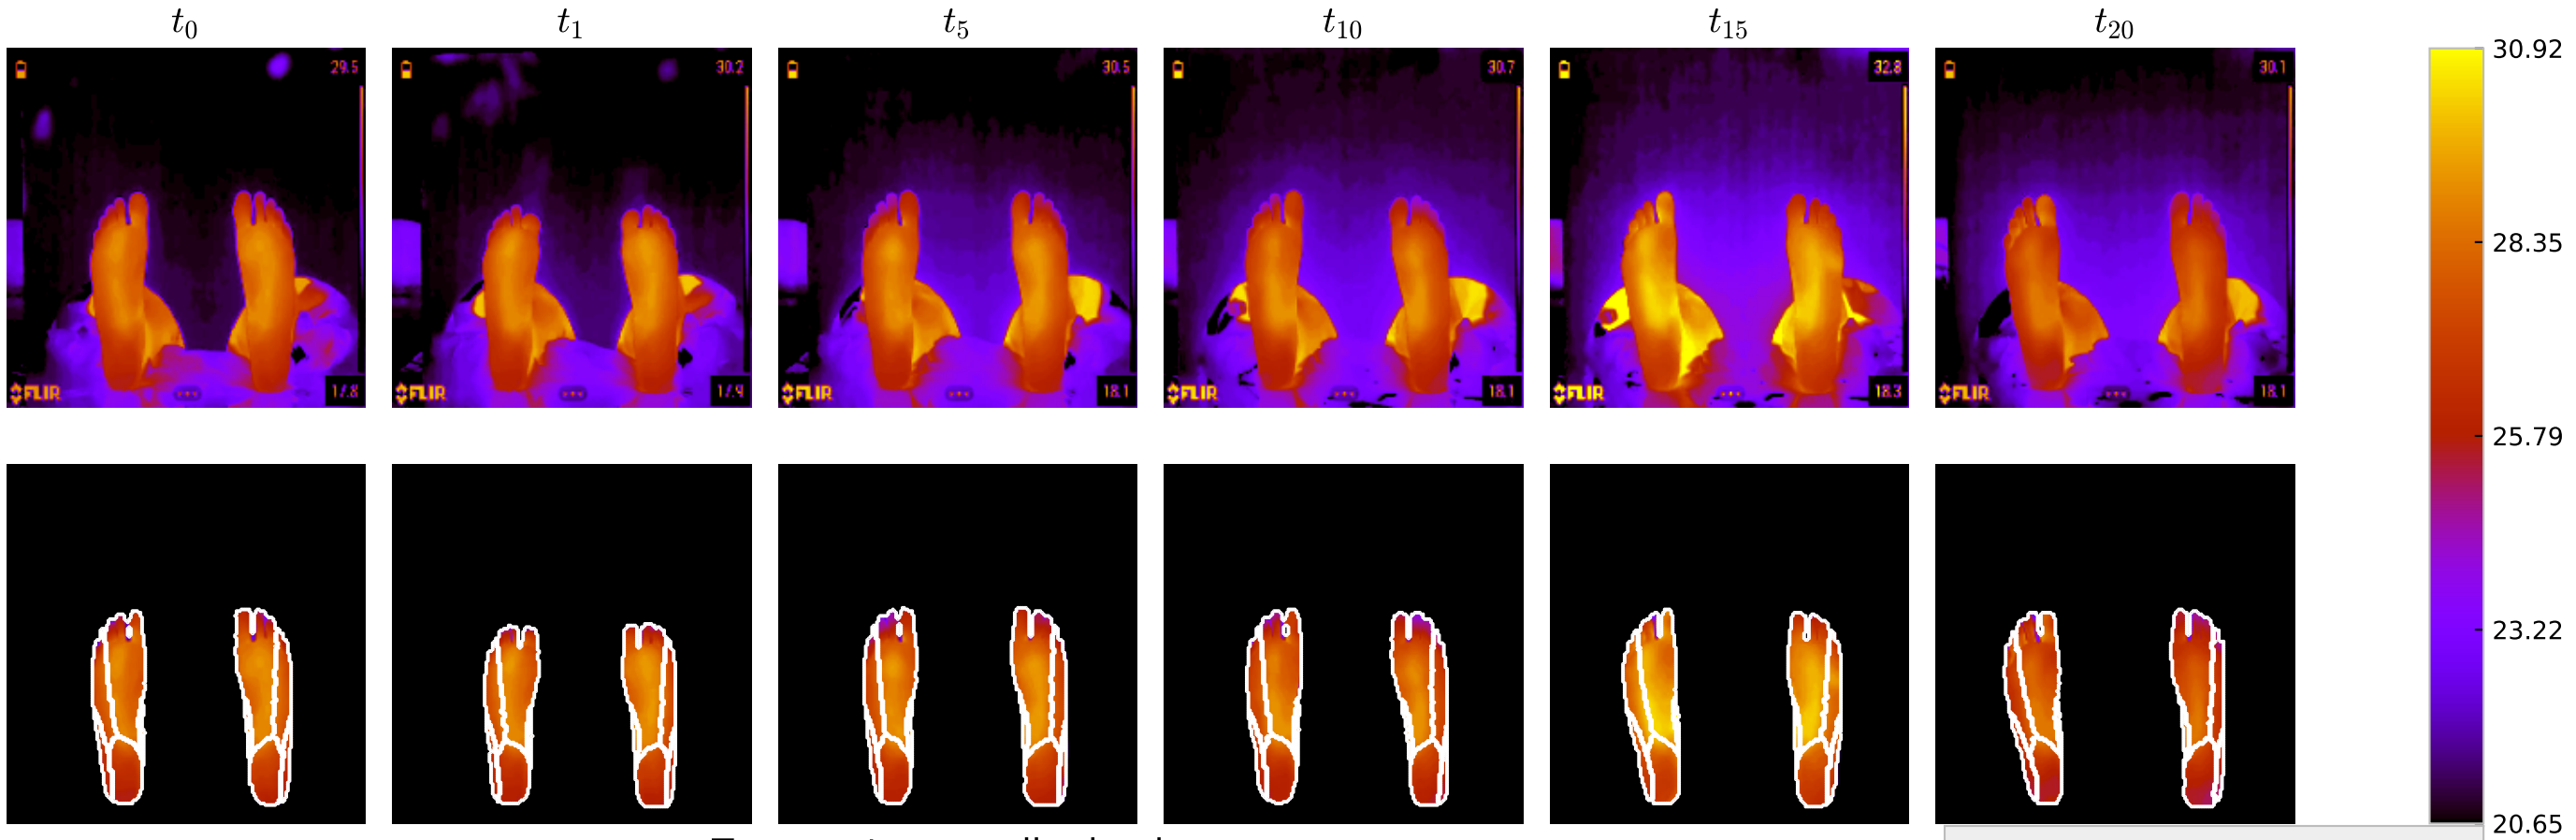 t0 t1 t5 t10 t15 t20
29.5 30.2 30.5 30.7 32.8 30.1
FLIR 17.8 FLIR 17.9 FLIR 18.1 FLIR 18.1 FLIR 18.3 FLIR 18.1
30.92
28.35
25.79
23.22
20.65